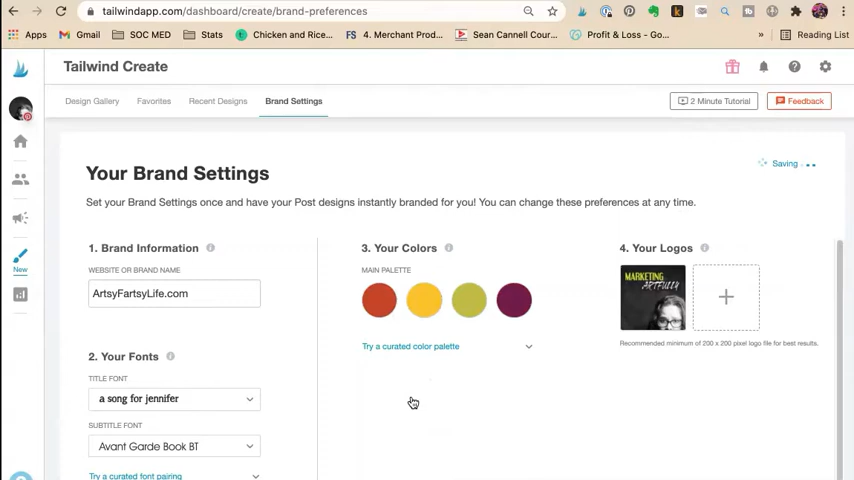 tailwindapp.com/dashboard/create/brand-preferences
Apps Gmail SOC MED Stats Chicken and Rice... FS 4. Merchant Prod... Sean Cannell Cour... Profit & Loss - Go... » Reading List
Tailwind Create
Design Gallery Favorites Recent Designs Brand Settings 2 Minute Tutorial Feedback
Your Brand Settings
Saving
Set your Brand Settings once and have your Post designs instantly branded for you! You can change these preferences at any time.
1. Brand Information
WEBSITE OR BRAND NAME
ArtsyFartsyLife.com
2. Your Fonts
TITLE FONT
a song for jennifer
SUBTITLE FONT
Avant Garde Book BT
Try a curated font pairing
3. Your Colors
MAIN PALETTE
Try a curated color palette
4. Your Logos
MARKETING
ARTFULLY
Recommended minimum of 200 x 200 pixel logo file for best results.
New